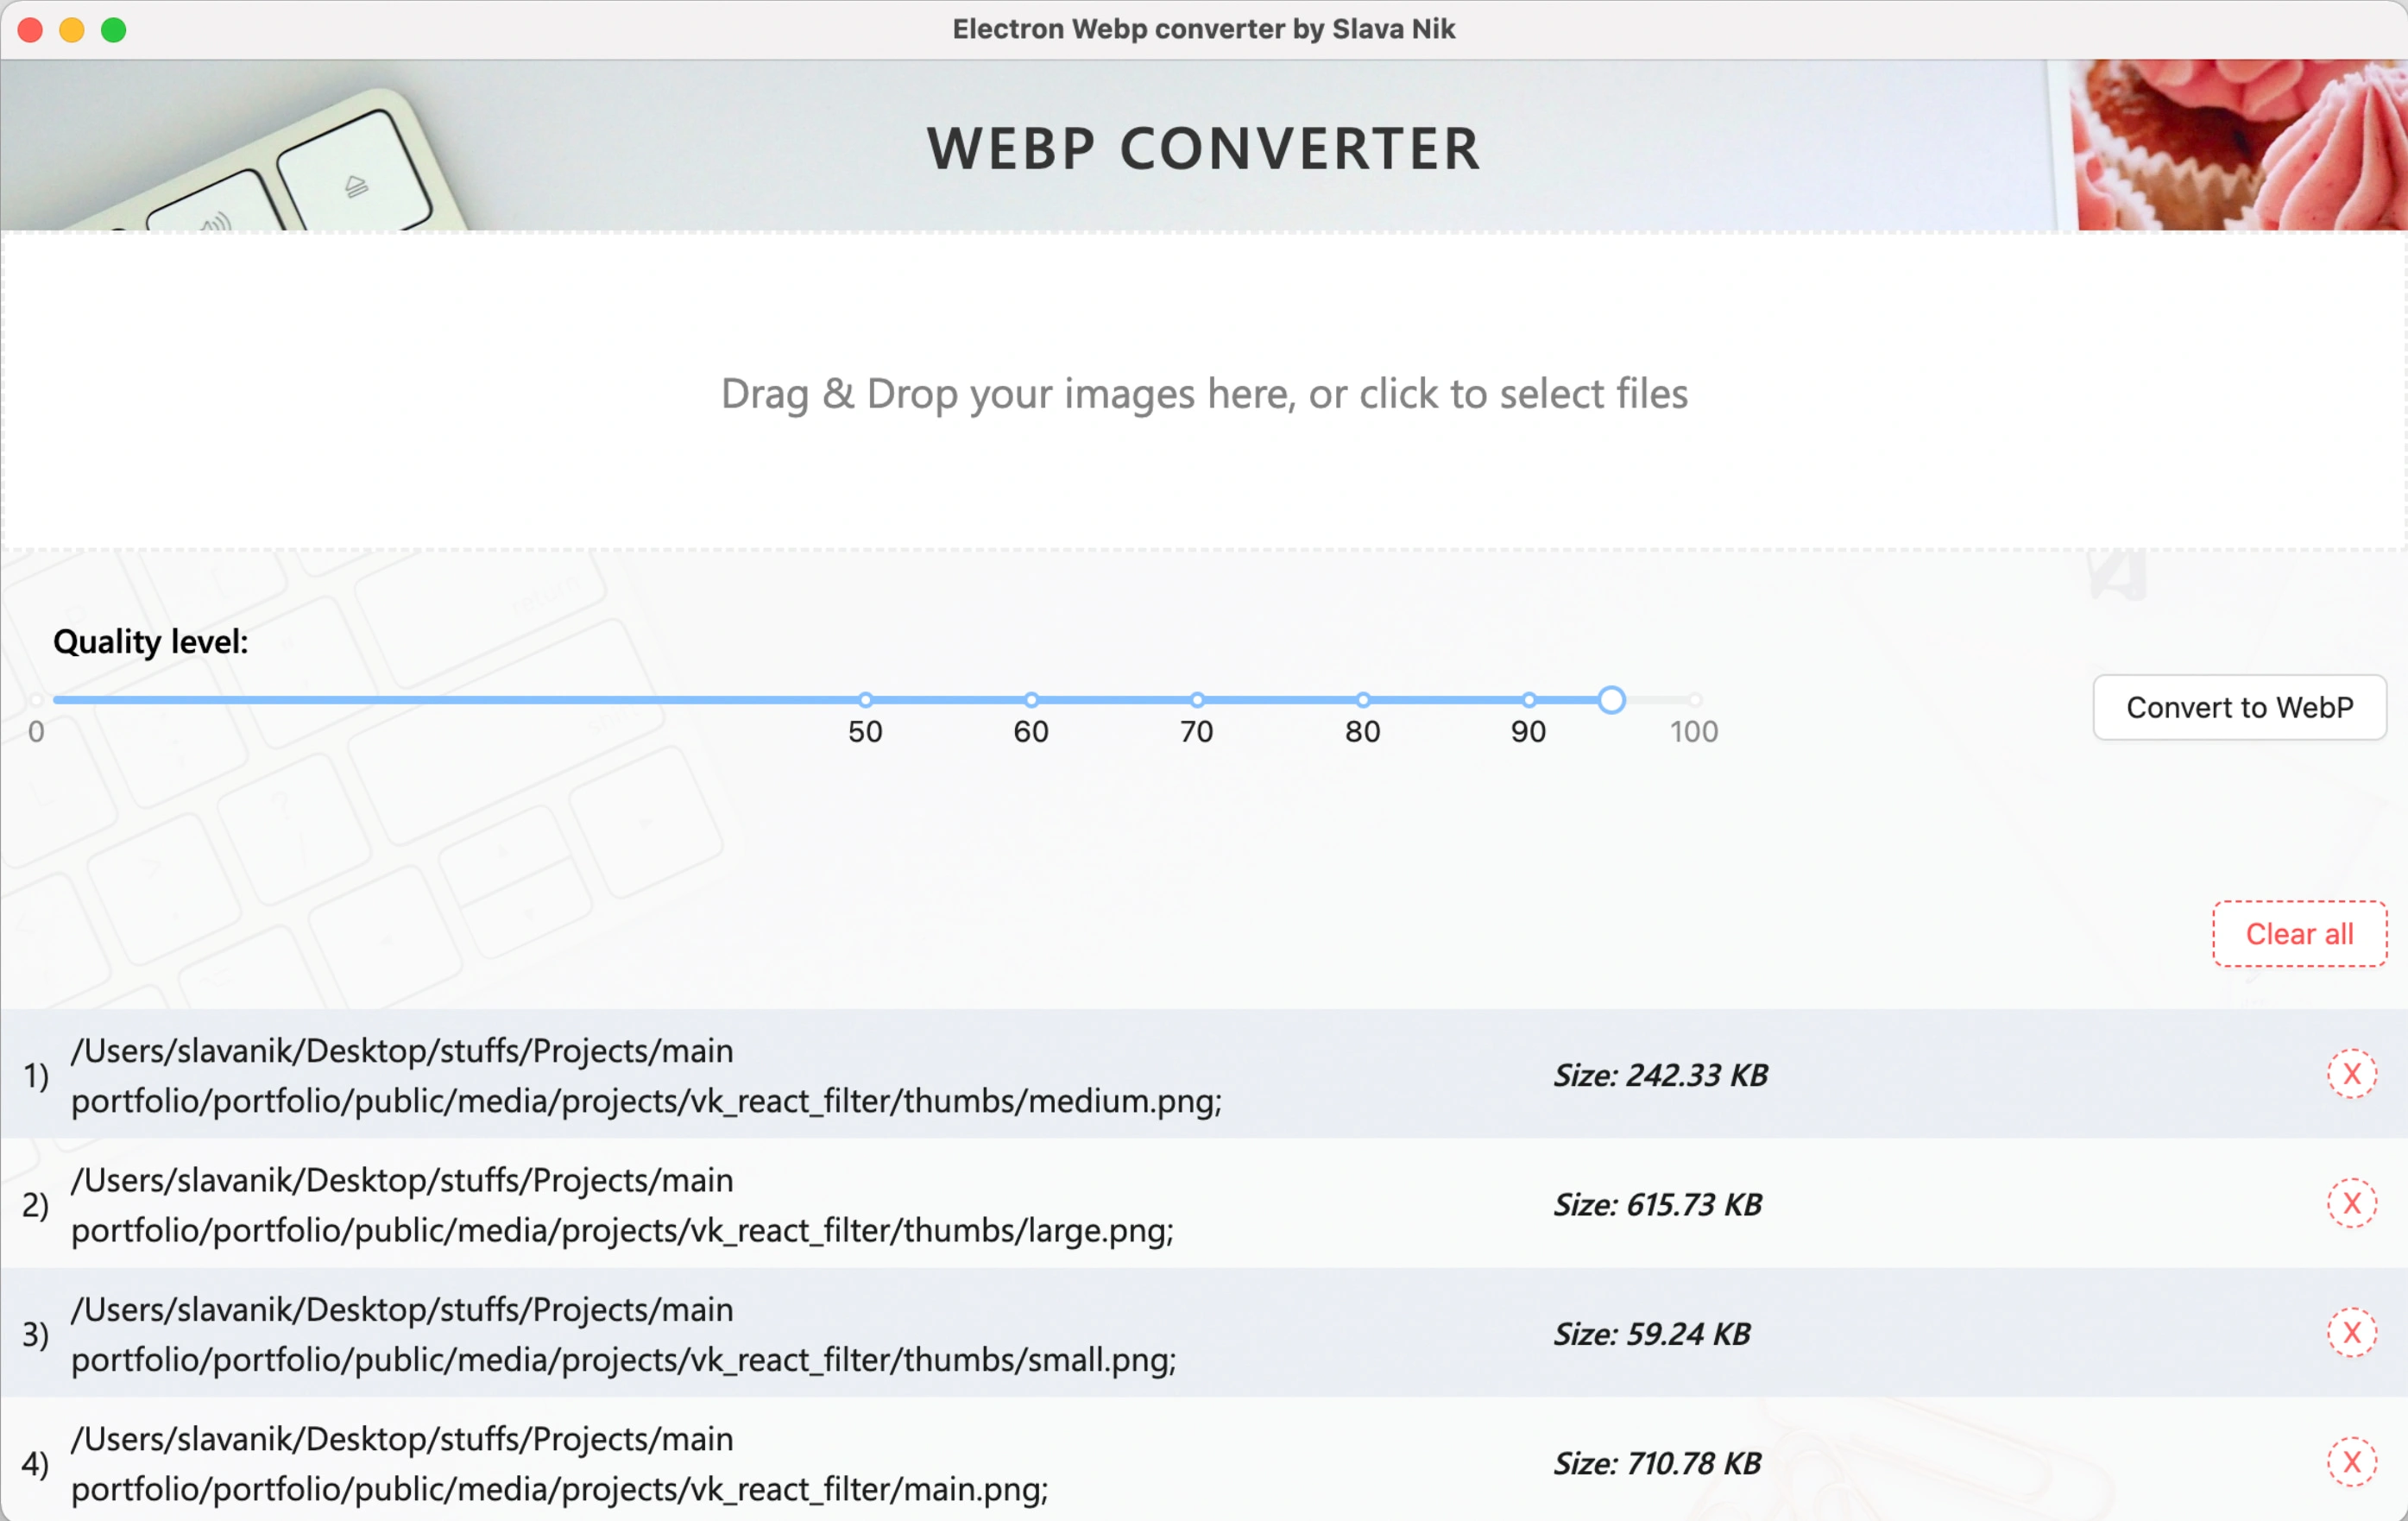 Electron Webp converter by Slava Nik
WEBP CONVERTER
Drag & Drop your images here, or click to select files
return
Quality level:
0 50 60 70 80 90 100
Convert to WebP
Clear all
1) /Users/slavanik/Desktop/stuffs/Projects/main
portfolio/portfolio/public/media/projects/vk_react_filter/thumbs/medium.png;
Size: 242.33 KB
X
2) /Users/slavanik/Desktop/stuffs/Projects/main
portfolio/portfolio/public/media/projects/vk_react_filter/thumbs/large.png;
Size: 615.73 KB
X
3) /Users/slavanik/Desktop/stuffs/Projects/main
portfolio/portfolio/public/media/projects/vk_react_filter/thumbs/small.png;
Size: 59.24 KB
X
4) /Users/slavanik/Desktop/stuffs/Projects/main
portfolio/portfolio/public/media/projects/vk_react_filter/main.png;
Size: 710.78 KB
X